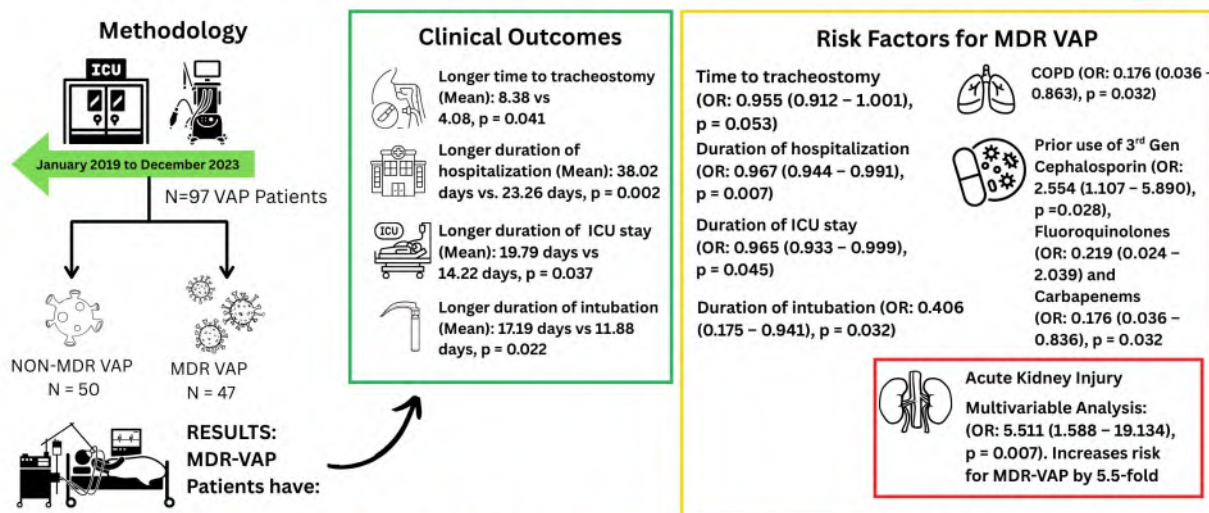 Methodology
ICU
January 2019 to December 2023
N=97 VAP Patients
NON-MDR VAP
N = 50
MDR VAP
N = 47
RESULTS:
MDR-VAP
Patients have:
Clinical Outcomes
Longer time to tracheostomy
(Mean): 8.38 vs
4.08, p = 0.041
Longer duration of
hospitalization (Mean): 38.02
days vs. 23.26 days, p = 0.002
ICU
Longer duration of ICU stay
(Mean): 19.79 days vs
14.22 days, p = 0.037
Longer duration of intubation
(Mean): 17.19 days vs 11.88
days, p = 0.022
Risk Factors for MDR VAP
Time to tracheostomy
(OR: 0.955 (0.912 – 1.001),
p = 0.053)
Duration of hospitalization
(OR: 0.967 (0.944 – 0.991),
p = 0.007)
Duration of ICU stay
(OR: 0.965 (0.933 – 0.999),
p = 0.045)
Duration of intubation (OR: 0.406
(0.175 – 0.941), p = 0.032)
COPD (OR: 0.176 (0.036 –
0.863), p = 0.032)
Prior use of 3rd Gen
Cephalosporin (OR:
2.554 (1.107 – 5.890),
p =0.028),
Fluoroquinolones
(OR: 0.219 (0.024 –
2.039) and
Carbapenems
(OR: 0.176 (0.036 –
0.836), p = 0.032
Acute Kidney Injury
Multivariable Analysis:
(OR: 5.511 (1.588 – 19.134),
p = 0.007). Increases risk
for MDR-VAP by 5.5-fold